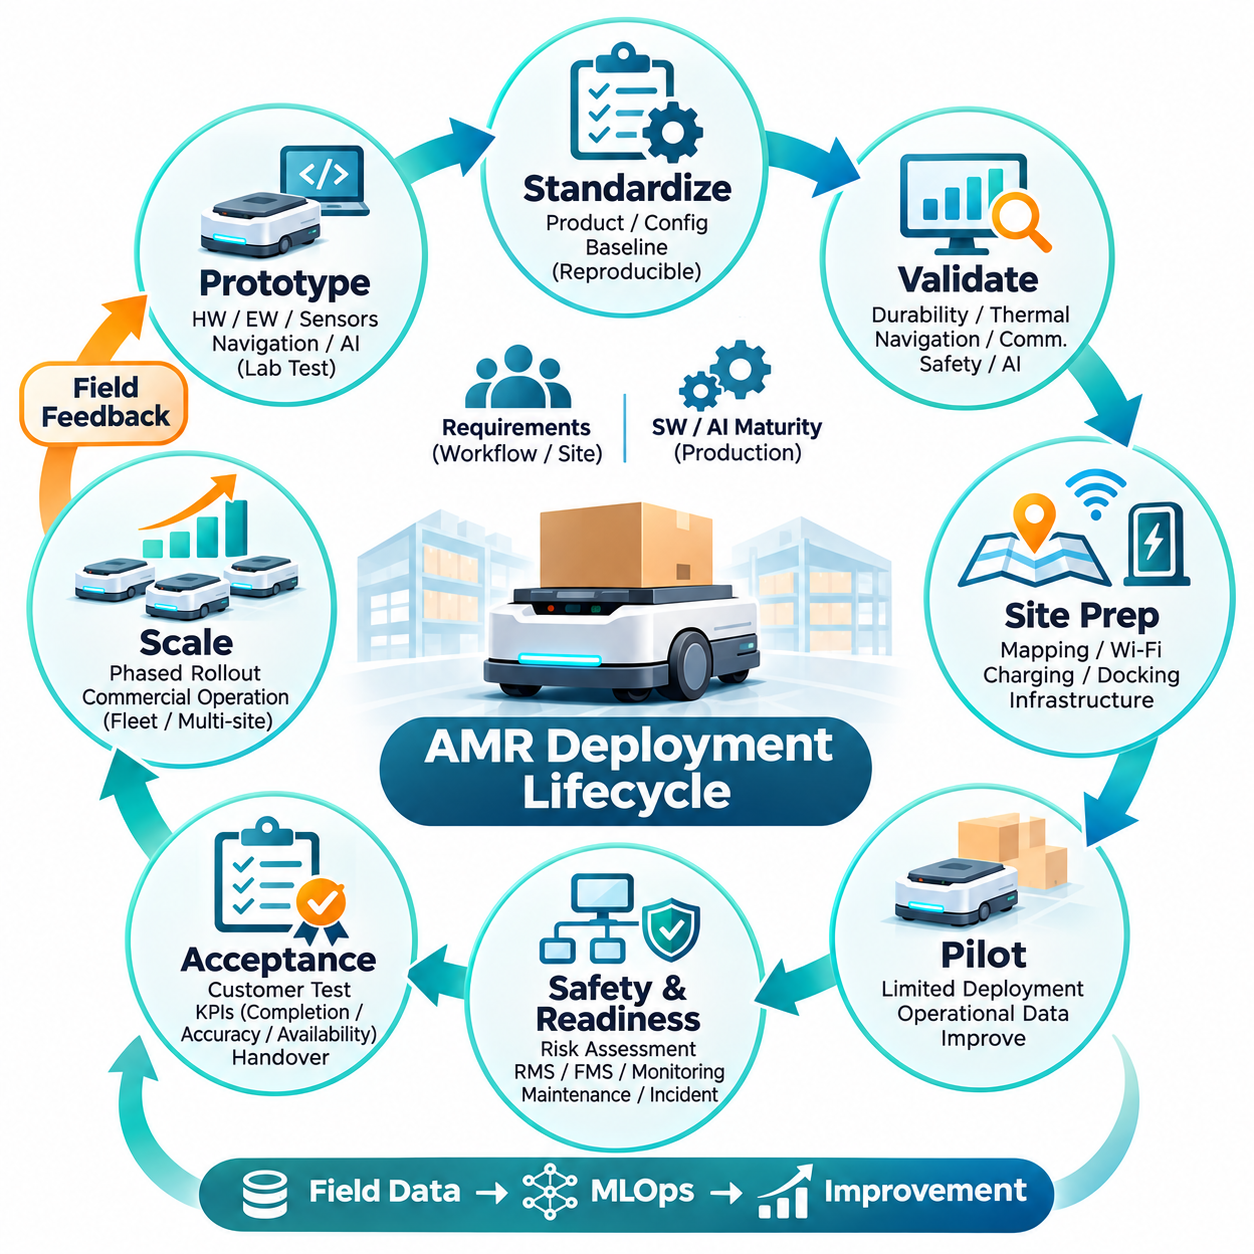 Standardize
Product / Config
Baseline
(Reproducible)
</>
Prototype
HW / EW / Sensors
Navigation / AI
(Lab Test)
Validate
Durability / Thermal
Navigation / Comm.
Safety / AI
Field
Feedback
Requirements
(Workflow / Site)
SW / AI Maturity
(Production)
Scale
Phased Rollout
Commercial Operation
(Fleet / Multi-site)
Site Prep
Mapping / Wi-Fi
Charging / Docking
Infrastructure
AMR Deployment
Lifecycle
Acceptance
Customer Test
KPIs (Completion /
Accuracy / Availability)
Handover
Safety &
Readiness
Risk Assessment
RMS / FMS / Monitoring
Maintenance / Incident
Pilot
Limited Deployment
Operational Data
Improve
Field Data → MLOps → Improvement